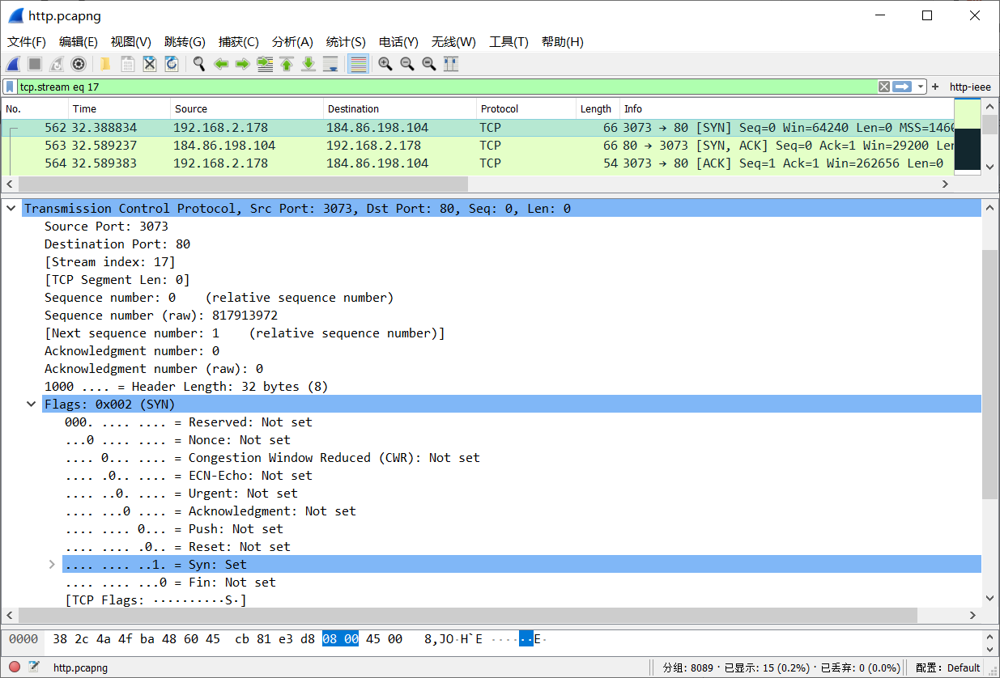 http.pcapng
文件(F) 编辑(E) 视图(V) 跳转(G) 捕获(C) 分析(A) 统计(S) 电话(Y) 无线(W) 工具(T) 帮助(H)
tcp.stream eq 17 + http-ieee
No. Time Source Destination Protocol Length Info
562 32.388834 192.168.2.178 184.86.198.104 TCP 66 3073 → 80 [SYN] Seq=0 Win=64240 Len=0 MSS=1460
563 32.589237 184.86.198.104 192.168.2.178 TCP 66 80 → 3073 [SYN, ACK] Seq=0 Ack=1 Win=29200 Len
564 32.589383 192.168.2.178 184.86.198.104 TCP 54 3073 → 80 [ACK] Seq=1 Ack=1 Win=262656 Len=0
Transmission Control Protocol, Src Port: 3073, Dst Port: 80, Seq: 0, Len: 0
Source Port: 3073
Destination Port: 80
[Stream index: 17]
[TCP Segment Len: 0]
Sequence number: 0    (relative sequence number)
Sequence number (raw): 817913972
[Next sequence number: 1    (relative sequence number)]
Acknowledgment number: 0
Acknowledgment number (raw): 0
1000 .... = Header Length: 32 bytes (8)
Flags: 0x002 (SYN)
000. .... .... = Reserved: Not set
...0 .... .... = Nonce: Not set
.... 0... .... = Congestion Window Reduced (CWR): Not set
.... .0.. .... = ECN-Echo: Not set
.... ..0. .... = Urgent: Not set
.... ...0 .... = Acknowledgment: Not set
.... .... 0... = Push: Not set
.... .... .0.. = Reset: Not set
.... .... ..1. = Syn: Set
.... .... ...0 = Fin: Not set
[TCP Flags: ··········S·]
0000 38 2c 4a 4f ba 48 60 45 cb 81 e3 d8 08 00 45 00 8,JO·H`E ······E·
http.pcapng 分组: 8089 · 已显示: 15 (0.2%) · 已丢弃: 0 (0.0%) 配置: Default